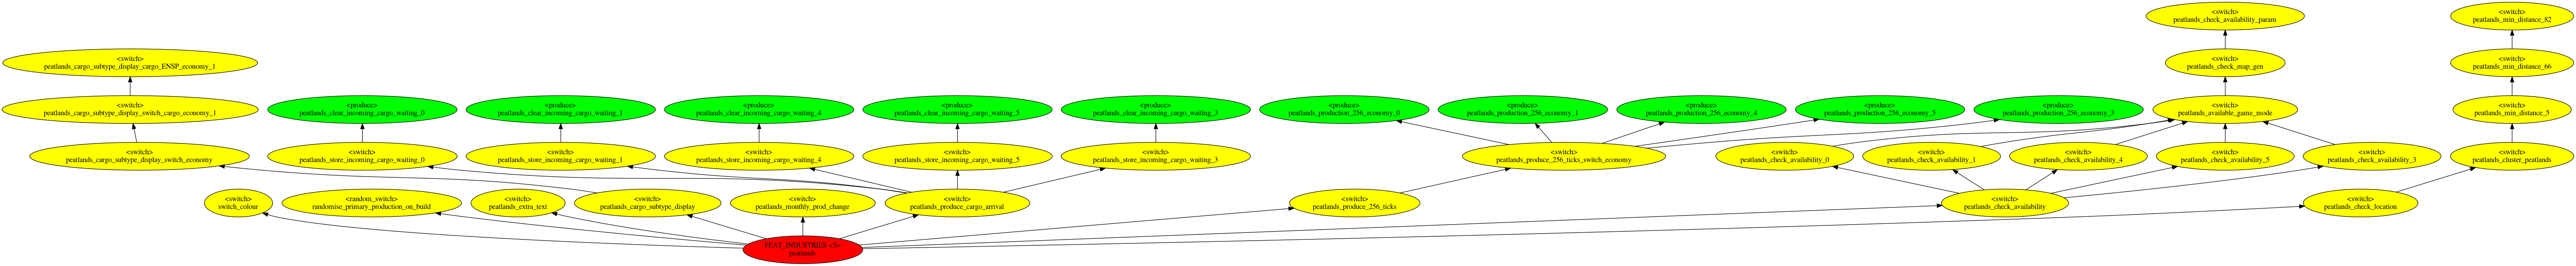 <switch>
peatlands_check_availability_param
<switch>
peatlands_min_distance_82
<switch>
peatlands_cargo_subtype_display_cargo_ENSP_economy_1
<switch>
peatlands_check_map_gen
<switch>
peatlands_min_distance_66
<switch>
peatlands_cargo_subtype_display_switch_cargo_economy_1
<produce>
peatlands_clear_incoming_cargo_waiting_0
<produce>
peatlands_clear_incoming_cargo_waiting_1
<produce>
peatlands_clear_incoming_cargo_waiting_4
<produce>
peatlands_clear_incoming_cargo_waiting_5
<produce>
peatlands_clear_incoming_cargo_waiting_3
<produce>
peatlands_production_256_economy_0
<produce>
peatlands_production_256_economy_1
<produce>
peatlands_production_256_economy_4
<produce>
peatlands_production_256_economy_5
<produce>
peatlands_production_256_economy_3
<switch>
peatlands_available_game_mode
<switch>
peatlands_min_distance_5
<switch>
peatlands_cargo_subtype_display_switch_economy
<switch>
peatlands_store_incoming_cargo_waiting_0
<switch>
peatlands_store_incoming_cargo_waiting_1
<switch>
peatlands_store_incoming_cargo_waiting_4
<switch>
peatlands_store_incoming_cargo_waiting_5
<switch>
peatlands_store_incoming_cargo_waiting_3
<switch>
peatlands_produce_256_ticks_switch_economy
<switch>
peatlands_check_availability_0
<switch>
peatlands_check_availability_1
<switch>
peatlands_check_availability_4
<switch>
peatlands_check_availability_5
<switch>
peatlands_check_availability_3
<switch>
peatlands_cluster_peatlands
<switch>
switch_colour
<random_switch>
randomise_primary_production_on_build
<switch>
peatlands_extra_text
<switch>
peatlands_cargo_subtype_display
<switch>
peatlands_monthly_prod_change
<switch>
peatlands_produce_cargo_arrival
<switch>
peatlands_produce_256_ticks
<switch>
peatlands_check_availability
<switch>
peatlands_check_location
FEAT_INDUSTRIES <5>
peatlands